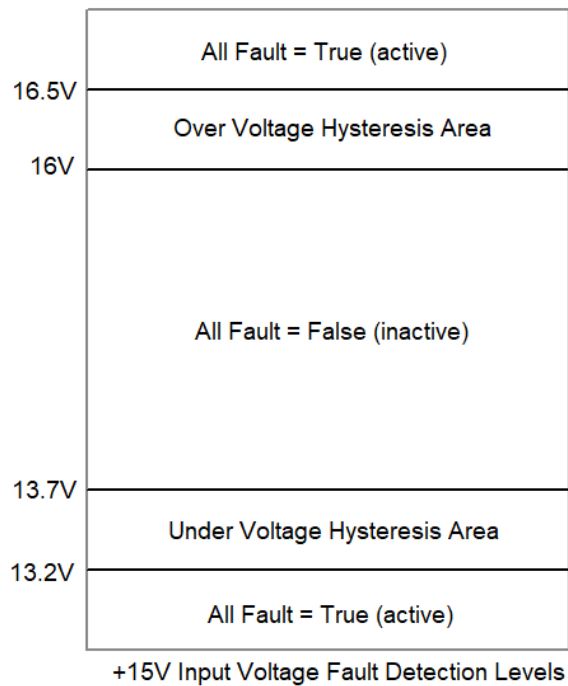 All Fault = True (active)
16.5V
Over Voltage Hysteresis Area
16V
All Fault = False (inactive)
13.7V
Under Voltage Hysteresis Area
13.2V
All Fault = True (active)
+15V Input Voltage Fault Detection Levels